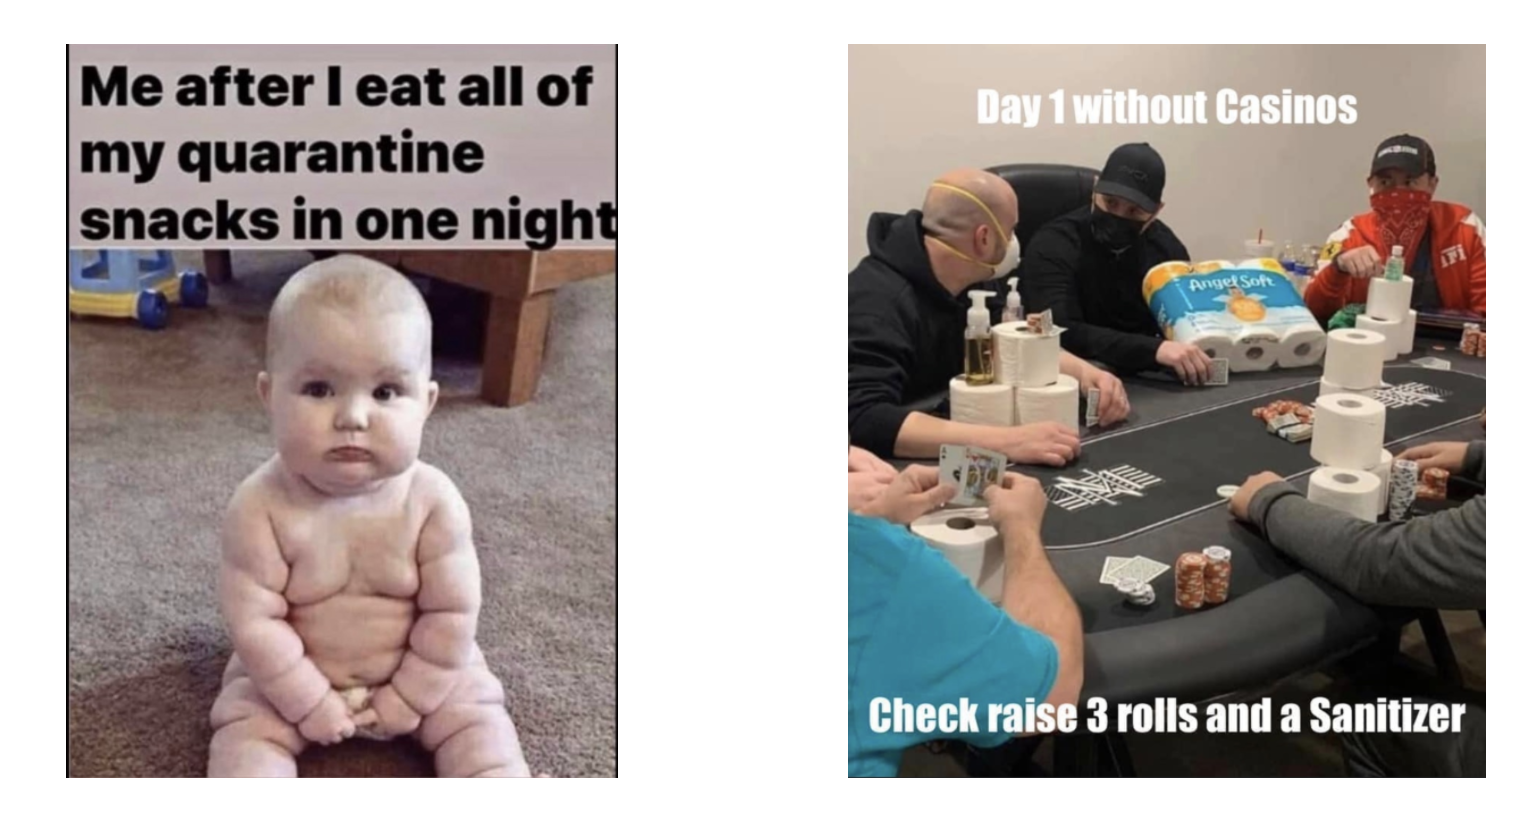 Me after I eat all of
my quarantine
snacks in one night
Day 1 without Casinos
Angel Soft
Check raise 3 rolls and a Sanitizer